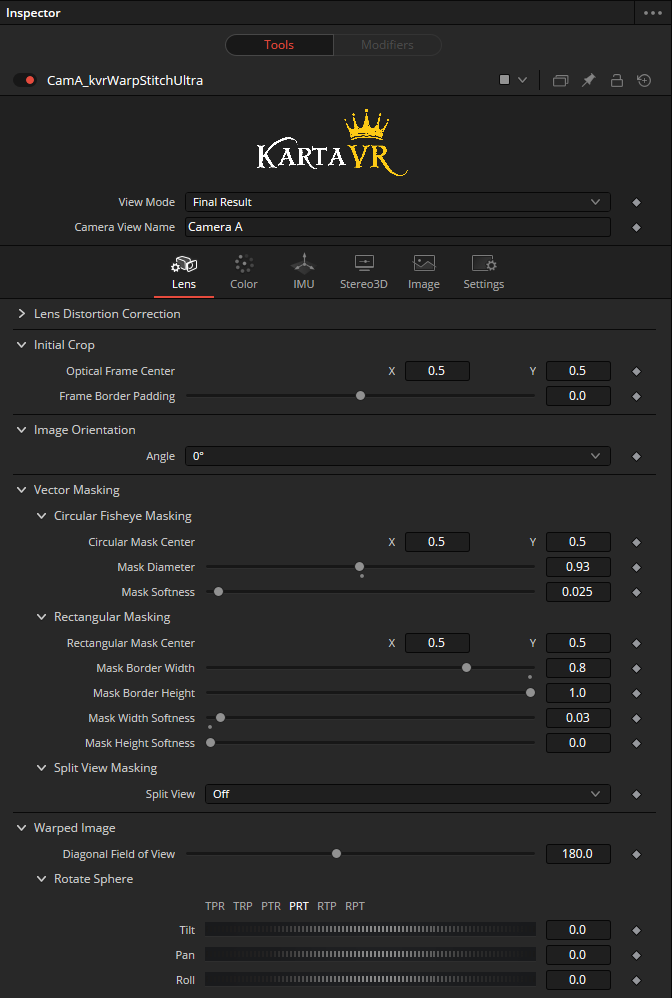 Inspector
Tools Modifiers
CamA_kvrWarpStitchUltra
KARTAVR
View Mode Final Result
Camera View Name Camera A
Lens Color IMU Stereo3D Image Settings
Lens Distortion Correction
Initial Crop
Optical Frame Center X 0.5 Y 0.5
Frame Border Padding 0.0
Image Orientation
Angle 0°
Vector Masking
Circular Fisheye Masking
Circular Mask Center X 0.5 Y 0.5
Mask Diameter 0.93
Mask Softness 0.025
Rectangular Masking
Rectangular Mask Center X 0.5 Y 0.5
Mask Border Width 0.8
Mask Border Height 1.0
Mask Width Softness 0.03
Mask Height Softness 0.0
Split View Masking
Split View Off
Warped Image
Diagonal Field of View 180.0
Rotate Sphere
TPR TRP PTR PRT RTP RPT
Tilt 0.0
Pan 0.0
Roll 0.0